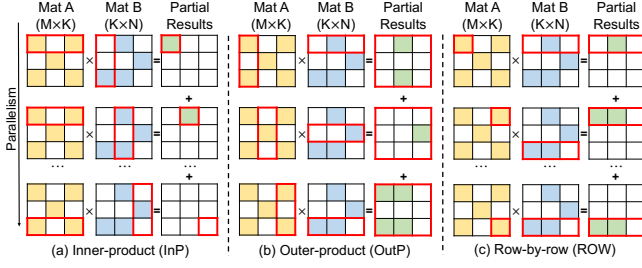 Mat A Mat B Partial
(M×K) (K×N) Results
Mat A Mat B Partial
(M×K) (K×N) Results
Mat A Mat B Partial
(M×K) (K×N) Results
Parallelism
× =
× =
× =
+
+
+
× =
× =
× =
... ... +
... ... +
... ... +
× =
× =
× =
(a) Inner-product (InP)
(b) Outer-product (OutP)
(c) Row-by-row (ROW)